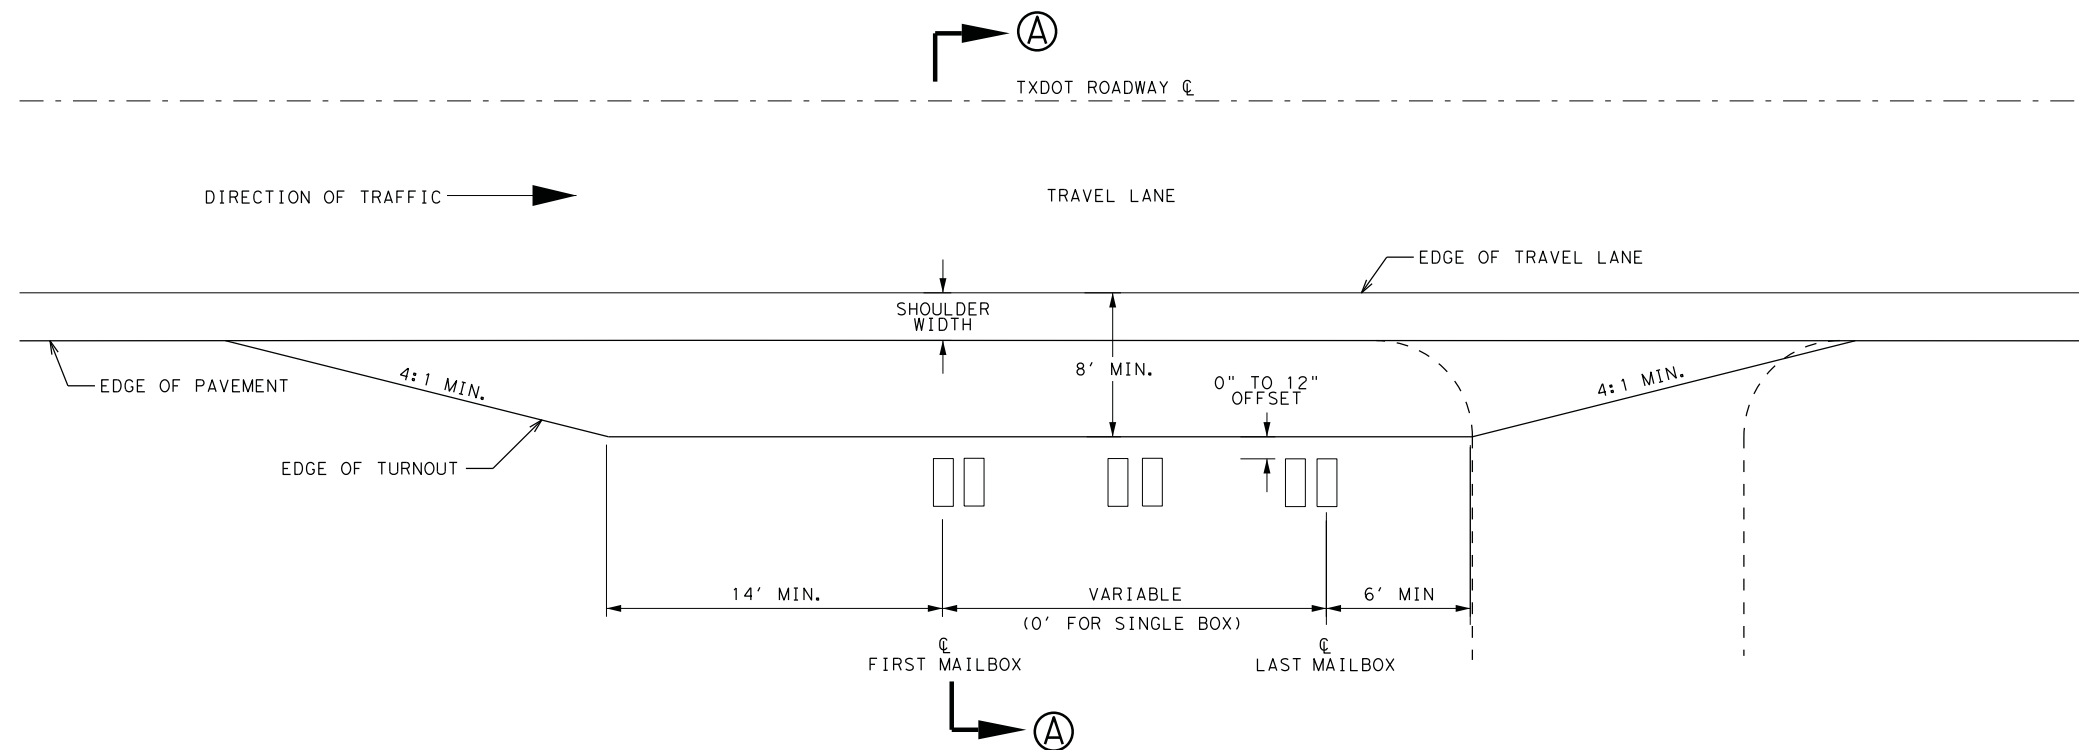 A
TXDOT ROADWAY ℄
DIRECTION OF TRAFFIC
TRAVEL LANE
EDGE OF TRAVEL LANE
SHOULDER
WIDTH
8' MIN.
4:1 MIN.
EDGE OF PAVEMENT
0" TO 12"
OFFSET
4:1 MIN.
EDGE OF TURNOUT
14' MIN.
VARIABLE
(0' FOR SINGLE BOX)
6' MIN
℄
FIRST MAILBOX
℄
LAST MAILBOX
A